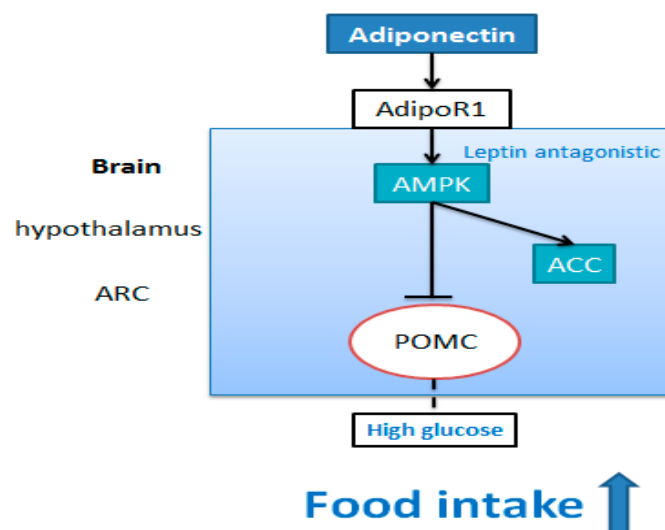 Adiponectin
AdipoR1
Leptin antagonistic
Brain
AMPK
hypothalamus
ACC
ARC
POMC
High glucose
Food intake